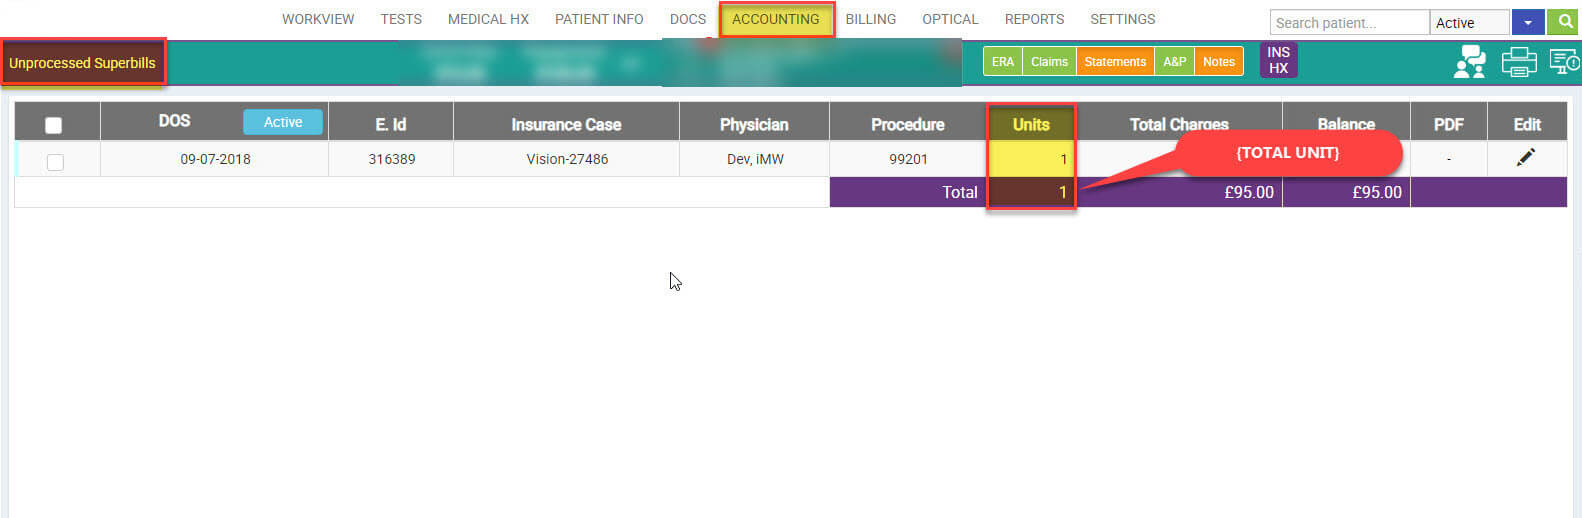 WORKVIEW TESTS MEDICAL HX PATIENT INFO DOCS ACCOUNTING BILLING OPTICAL REPORTS SETTINGS Search patient... Active
Unprocessed Superbills ERA Claims Statements A&P Notes INS HX
DOS Active E. Id Insurance Case Physician Procedure Units Total Charges Balance PDF Edit
09-07-2018 316389 Vision-27486 Dev, iMW 99201 1 {TOTAL UNIT} -
Total 1 £95.00 £95.00